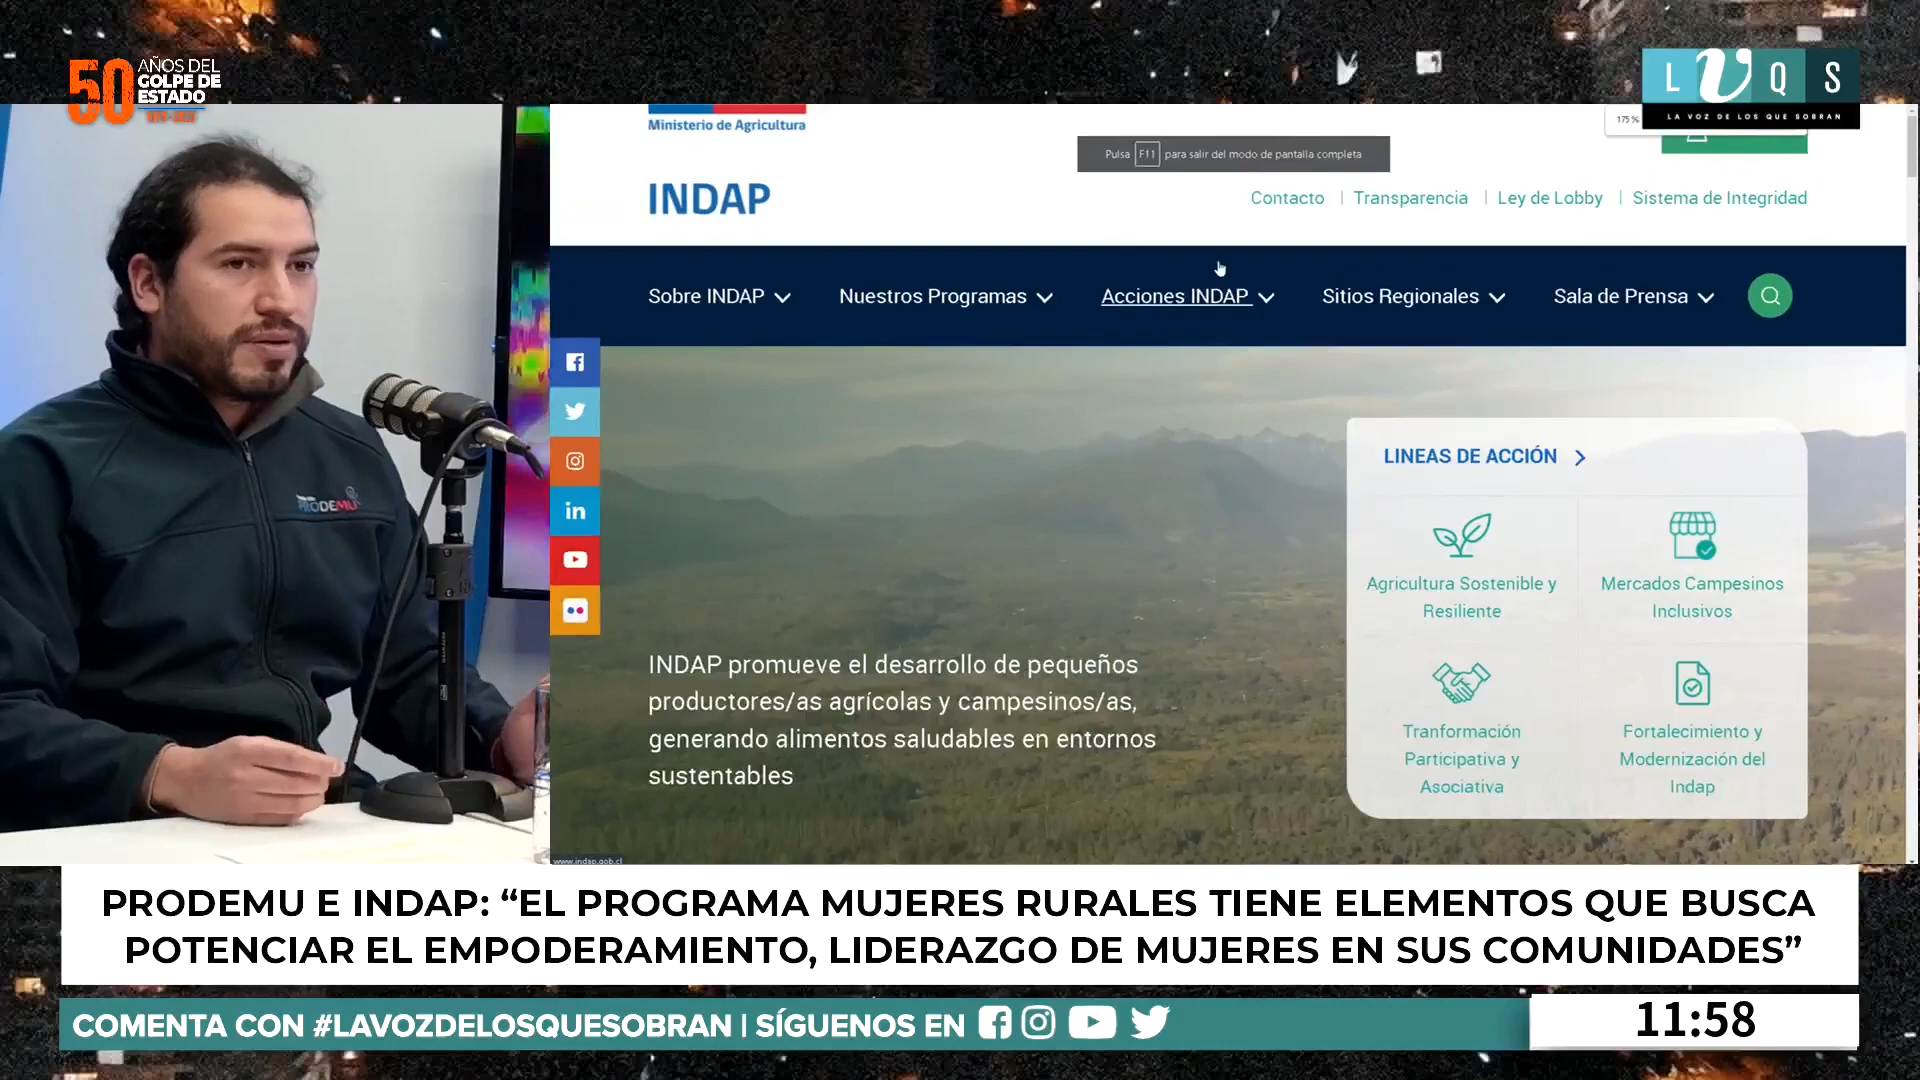 50 AÑOS DEL
GOLPE DE
ESTADO
L V Q S
LA VOZ DE LOS QUE SOBRAN
Ministerio de Agricultura
175 %
Pulsa F11 para salir del modo de pantalla completa
INDAP
Contacto | Transparencia | Ley de Lobby | Sistema de Integridad
Sobre INDAP
Nuestros Programas
Acciones INDAP
Sitios Regionales
Sala de Prensa
PRODEMU
LINEAS DE ACCIÓN
Agricultura Sostenible y
Resiliente
Mercados Campesinos
Inclusivos
Tranformación
Participativa y
Asociativa
Fortalecimiento y
Modernización del
Indap
INDAP promueve el desarrollo de pequeños
productores/as agrícolas y campesinos/as,
generando alimentos saludables en entornos
sustentables
www.indap.gob.cl
PRODEMU E INDAP: “EL PROGRAMA MUJERES RURALES TIENE ELEMENTOS QUE BUSCA
POTENCIAR EL EMPODERAMIENTO, LIDERAZGO DE MUJERES EN SUS COMUNIDADES”
COMENTA CON #LAVOZDELOSQUESOBRAN | SÍGUENOS EN
11:58